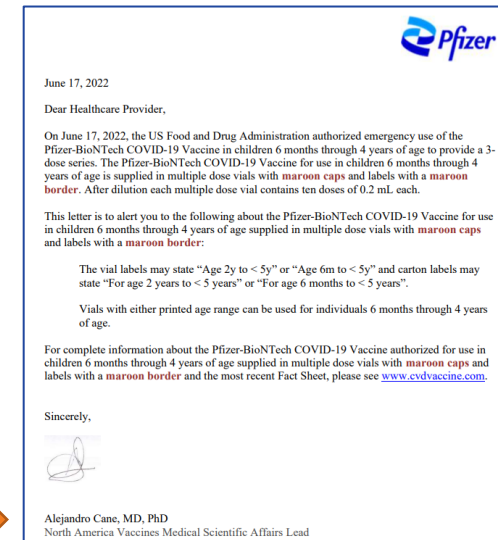 Pfizer
June 17, 2022
Dear Healthcare Provider,
On June 17, 2022, the US Food and Drug Administration authorized emergency use of the
Pfizer-BioNTech COVID-19 Vaccine in children 6 months through 4 years of age to provide a 3-
dose series. The Pfizer-BioNTech COVID-19 Vaccine for use in children 6 months through 4
years of age is supplied in multiple dose vials with maroon caps and labels with a maroon
border. After dilution each multiple dose vial contains ten doses of 0.2 mL each.
This letter is to alert you to the following about the Pfizer-BioNTech COVID-19 Vaccine for use
in children 6 months through 4 years of age supplied in multiple dose vials with maroon caps
and labels with a maroon border:
The vial labels may state “Age 2y to < 5y” or “Age 6m to < 5y” and carton labels may
state “For age 2 years to < 5 years” or “For age 6 months to < 5 years”.
Vials with either printed age range can be used for individuals 6 months through 4 years
of age.
For complete information about the Pfizer-BioNTech COVID-19 Vaccine authorized for use in
children 6 months through 4 years of age supplied in multiple dose vials with maroon caps and
labels with a maroon border and the most recent Fact Sheet, please see www.cvdvaccine.com.
Sincerely,
Alejandro Cane, MD, PhD
North America Vaccines Medical Scientific Affairs Lead